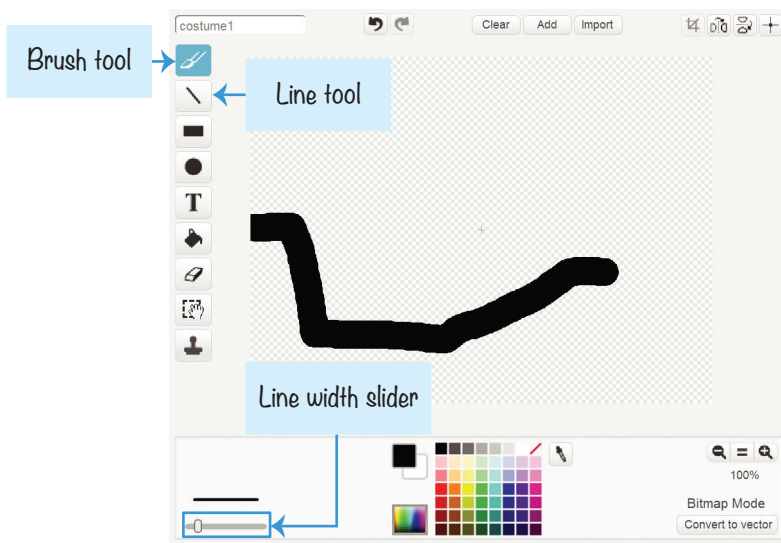 costume1
Clear Add Import
Brush tool
Line tool
T
Line width slider
100%
Bitmap Mode
Convert to vector